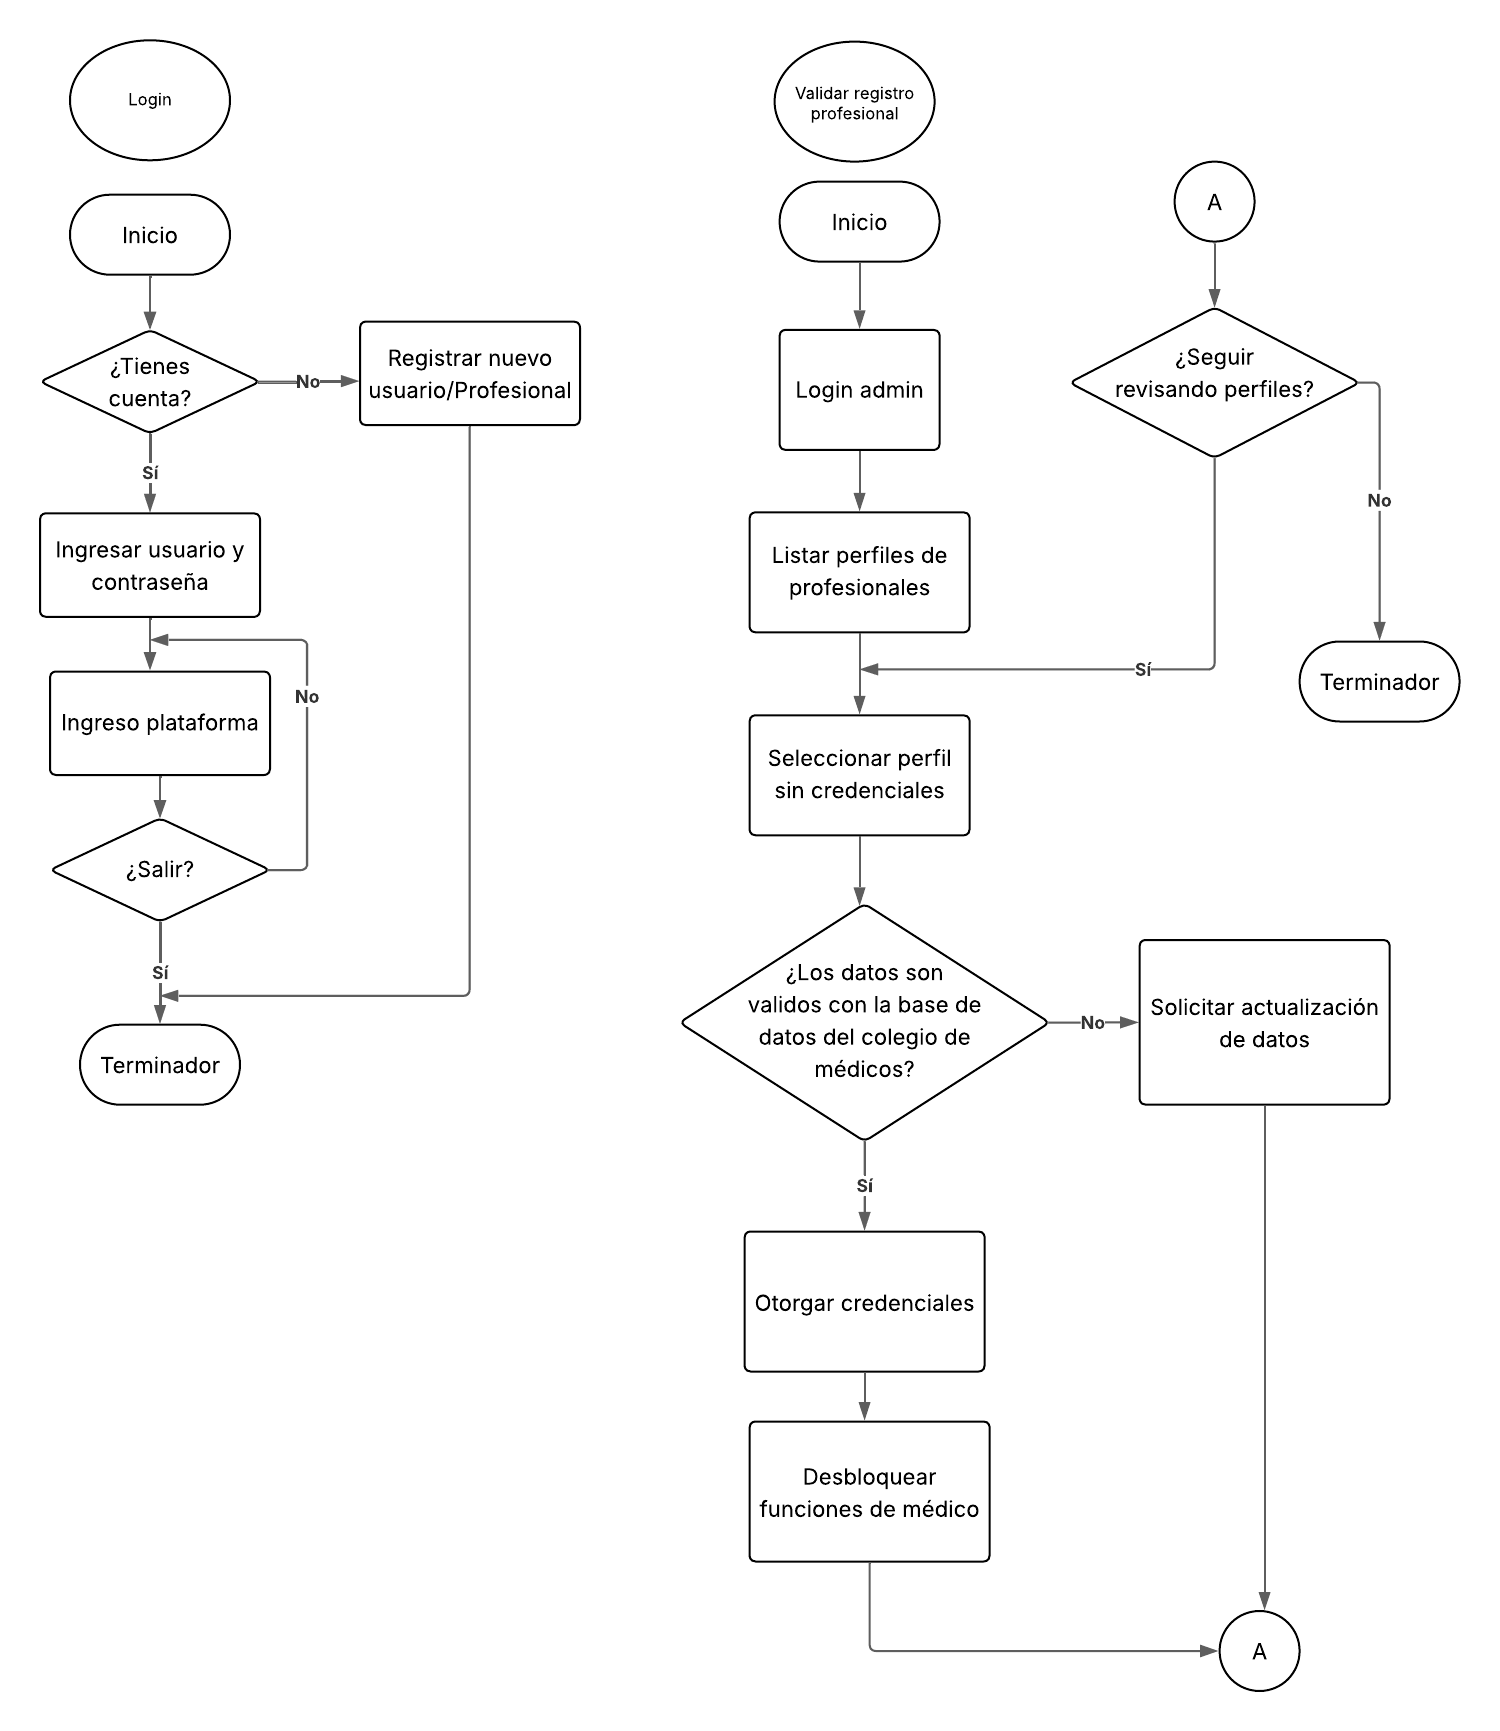 Login
Inicio
¿Tienes
cuenta?
No
Registrar nuevo
usuario/Profesional
Sí
Ingresar usuario y
contraseña
No
Ingreso plataforma
¿Salir?
Sí
Terminador
Validar registro
profesional
Inicio
Login admin
Listar perfiles de
profesionales
Seleccionar perfil
sin credenciales
¿Los datos son
validos con la base de
datos del colegio de
médicos?
No
Solicitar actualización
de datos
Sí
Otorgar credenciales
Desbloquear
funciones de médico
A
A
¿Seguir
revisando perfiles?
No
Sí
Terminador